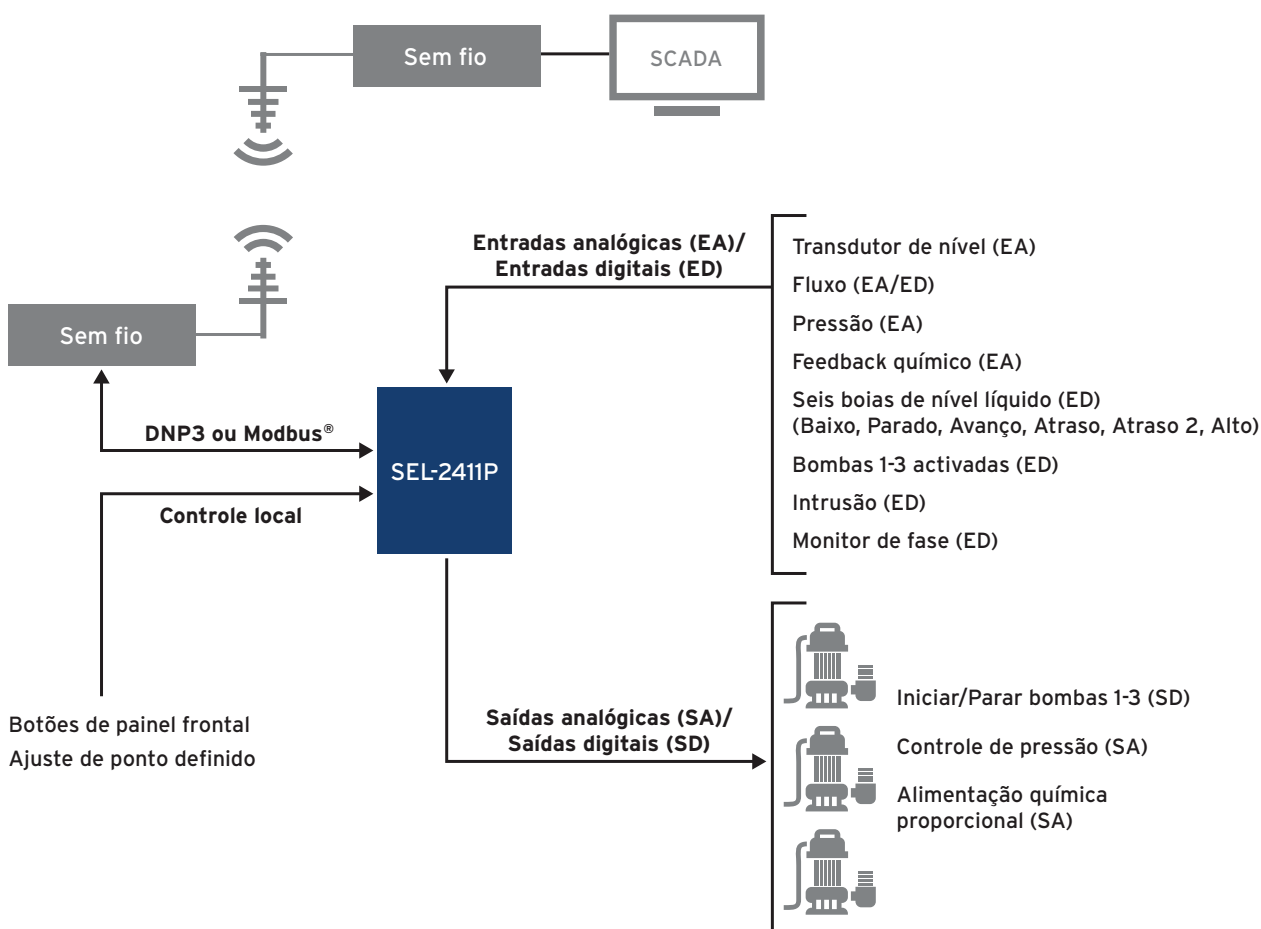 Sem fio
SCADA
Entradas analógicas (EA)/
Entradas digitais (ED)
Transdutor de nível (EA)
Fluxo (EA/ED)
Pressão (EA)
Feedback químico (EA)
Seis boias de nível líquido (ED)
(Baixo, Parado, Avanço, Atraso, Atraso 2, Alto)
Bombas 1-3 activadas (ED)
Intrusão (ED)
Monitor de fase (ED)
Sem fio
DNP3 ou Modbus®
SEL-2411P
Controle local
Botões de painel frontal
Ajuste de ponto definido
Saídas analógicas (SA)/
Saídas digitais (SD)
Iniciar/Parar bombas 1-3 (SD)
Controle de pressão (SA)
Alimentação química
proporcional (SA)